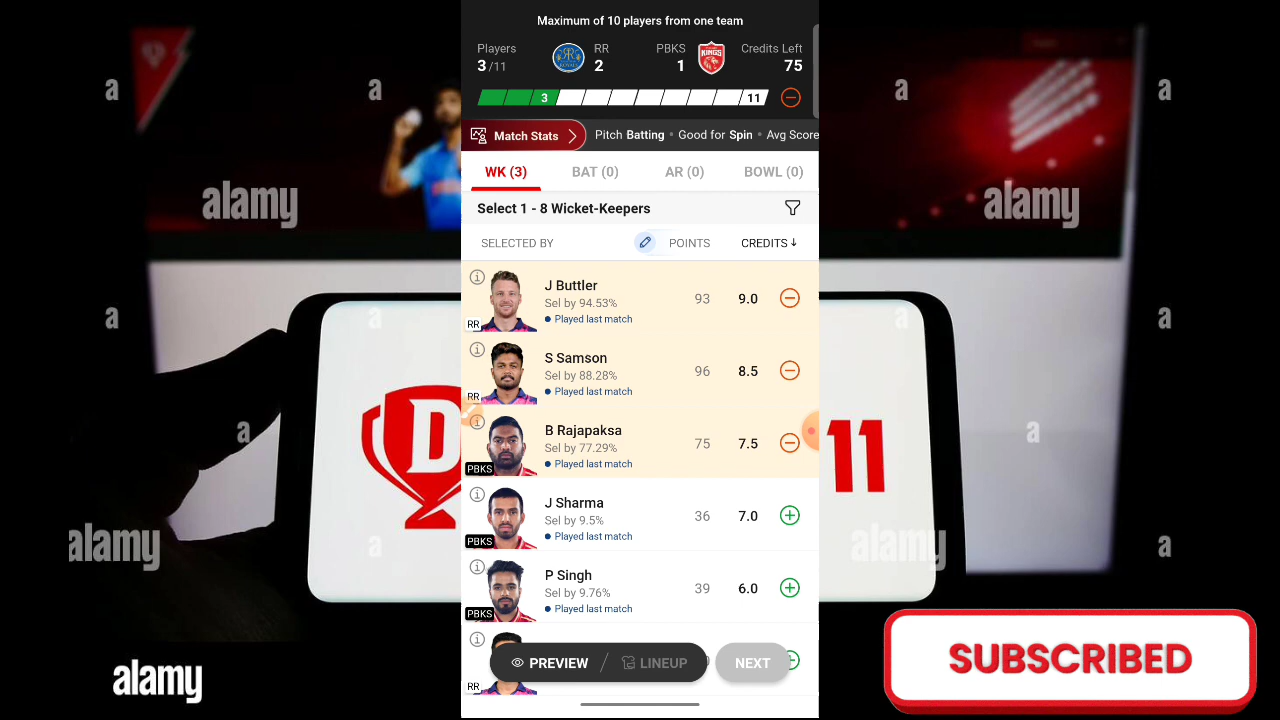 Maximum of 10 players from one team
Players
3 /11
RR
2
PBKS
1
Credits Left
75
3
11
Match Stats
Pitch Batting • Good for Spin • Avg Score
WK (3)
BAT (0)
AR (0)
BOWL (0)
Select 1 - 8 Wicket-Keepers
SELECTED BY
POINTS
CREDITS ↓
J Buttler
Sel by 94.53%
Played last match
RR
93
9.0
S Samson
Sel by 88.28%
Played last match
RR
96
8.5
B Rajapaksa
Sel by 77.29%
Played last match
PBKS
75
7.5
J Sharma
Sel by 9.5%
Played last match
PBKS
36
7.0
P Singh
Sel by 9.76%
Played last match
PBKS
39
6.0
RR
PREVIEW / LINEUP
NEXT
D
11
SUBSCRIBED
a
a
a
a
alamy
alamy
a
a
a
a
a
a
alamy
a
alamy
a
alamy